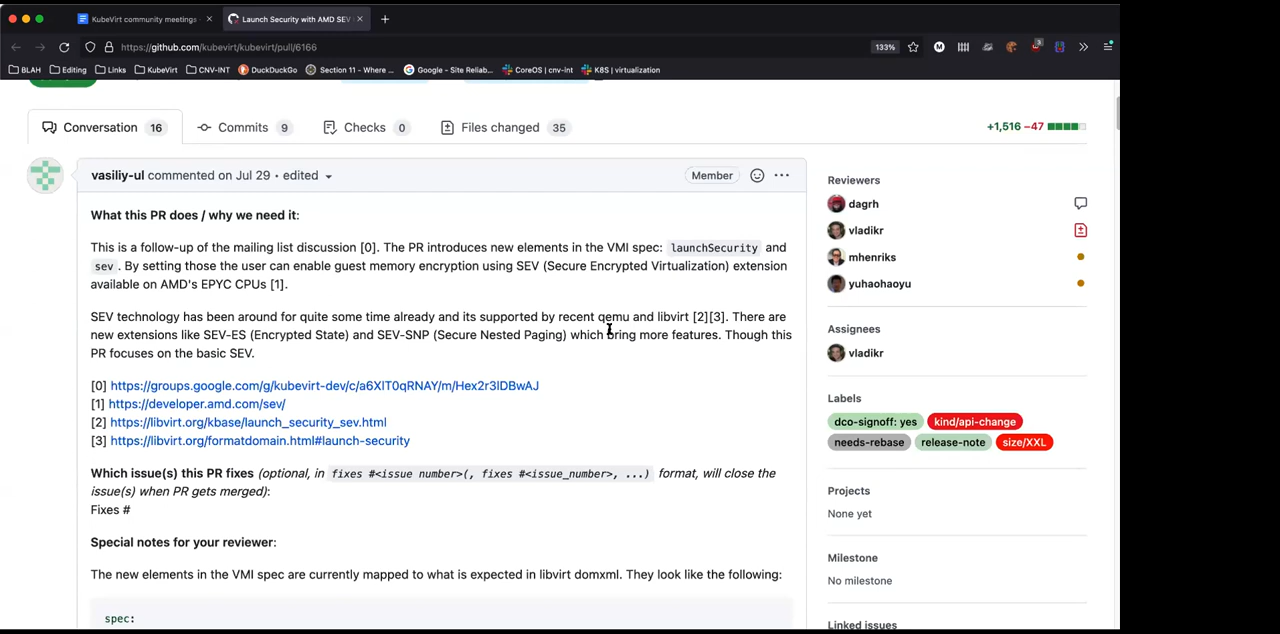 KubeVirt community meetings
Launch Security with AMD SEV
https://github.com/kubevirt/kubevirt/pull/6166
133%
BLAH
Editing
Links
KubeVirt
CNV-INT
DuckDuckGo
Section 11 - Where ...
Google - Site Reliab...
CoreOS | cnv-int
K8S | virtualization
Conversation 16
Commits 9
Checks 0
Files changed 35
+1,516 −47
vasiliy-ul commented on Jul 29 • edited
Member
What this PR does / why we need it:
This is a follow-up of the mailing list discussion [0]. The PR introduces new elements in the VMI spec: launchSecurity and
sev . By setting those the user can enable guest memory encryption using SEV (Secure Encrypted Virtualization) extension
available on AMD's EPYC CPUs [1].
SEV technology has been around for quite some time already and its supported by recent qemu and libvirt [2][3]. There are
new extensions like SEV-ES (Encrypted State) and SEV-SNP (Secure Nested Paging) which bring more features. Though this
PR focuses on the basic SEV.
[0] https://groups.google.com/g/kubevirt-dev/c/a6XlT0qRNAY/m/Hex2r3lDBwAJ
[1] https://developer.amd.com/sev/
[2] https://libvirt.org/kbase/launch_security_sev.html
[3] https://libvirt.org/formatdomain.html#launch-security
Which issue(s) this PR fixes (optional, in fixes #<issue number>(, fixes #<issue_number>, ...) format, will close the
issue(s) when PR gets merged):
Fixes #
Special notes for your reviewer:
The new elements in the VMI spec are currently mapped to what is expected in libvirt domxml. They look like the following:
spec:
Reviewers
dagrh
vladikr
mhenriks
yuhaohaoyu
Assignees
vladikr
Labels
dco-signoff: yes
kind/api-change
needs-rebase
release-note
size/XXL
Projects
None yet
Milestone
No milestone
Linked issues